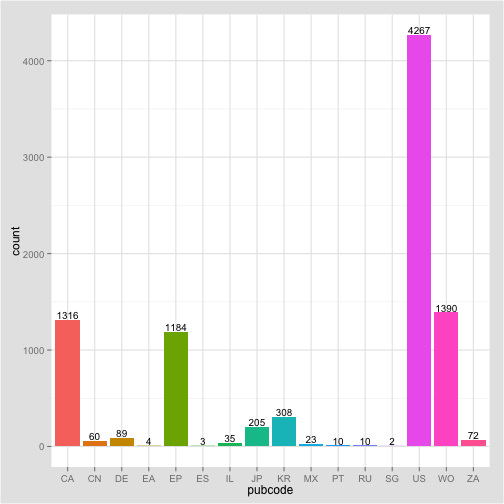 4267
4000
3000
2000
1390
1316
1184
1000
308
205
60 89 4 3 35 23 10 10 2 72
0
CA CN DE EA EP ES IL JP KR MX PT RU SG US WO ZA
pubcode
count